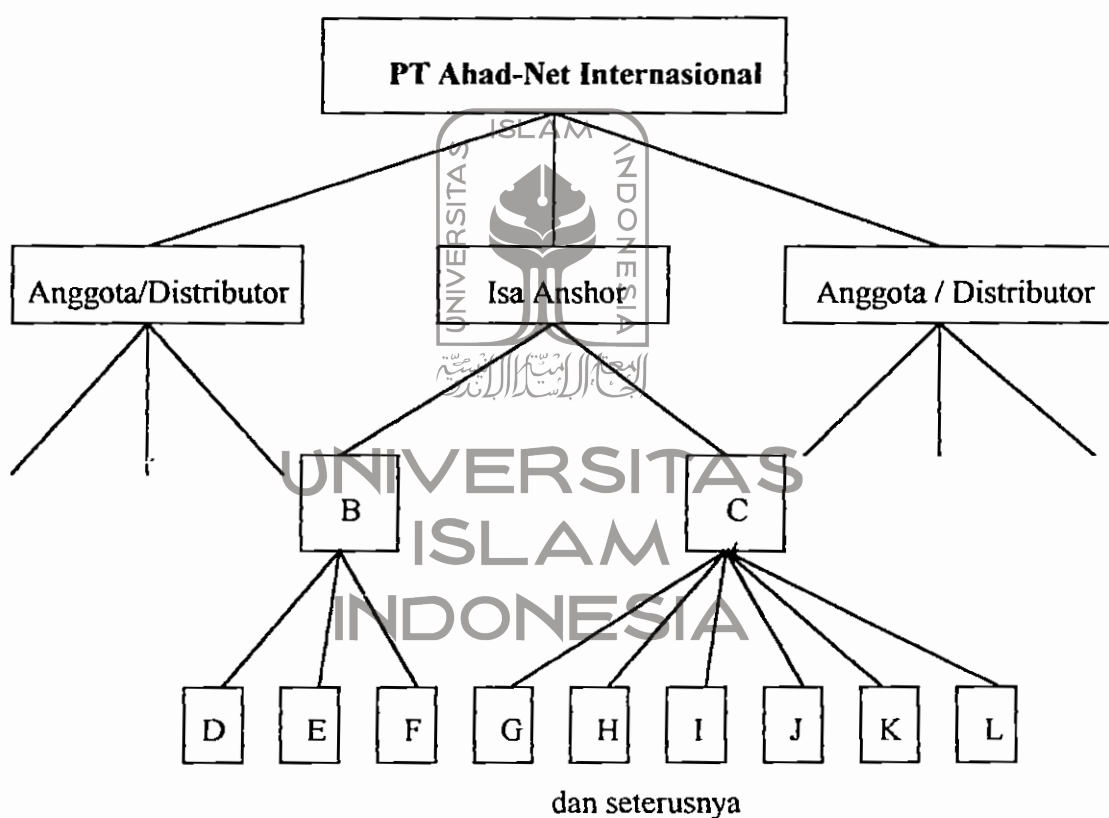 PT Ahad-Net Internasional
ISLAM
UNIVERSITAS
INDONESIA
Anggota/Distributor
Isa Anshor
Anggota / Distributor
UNIVERSITAS
ISLAM
INDONESIA
B
C
D E F G H I J K L
dan seterusnya